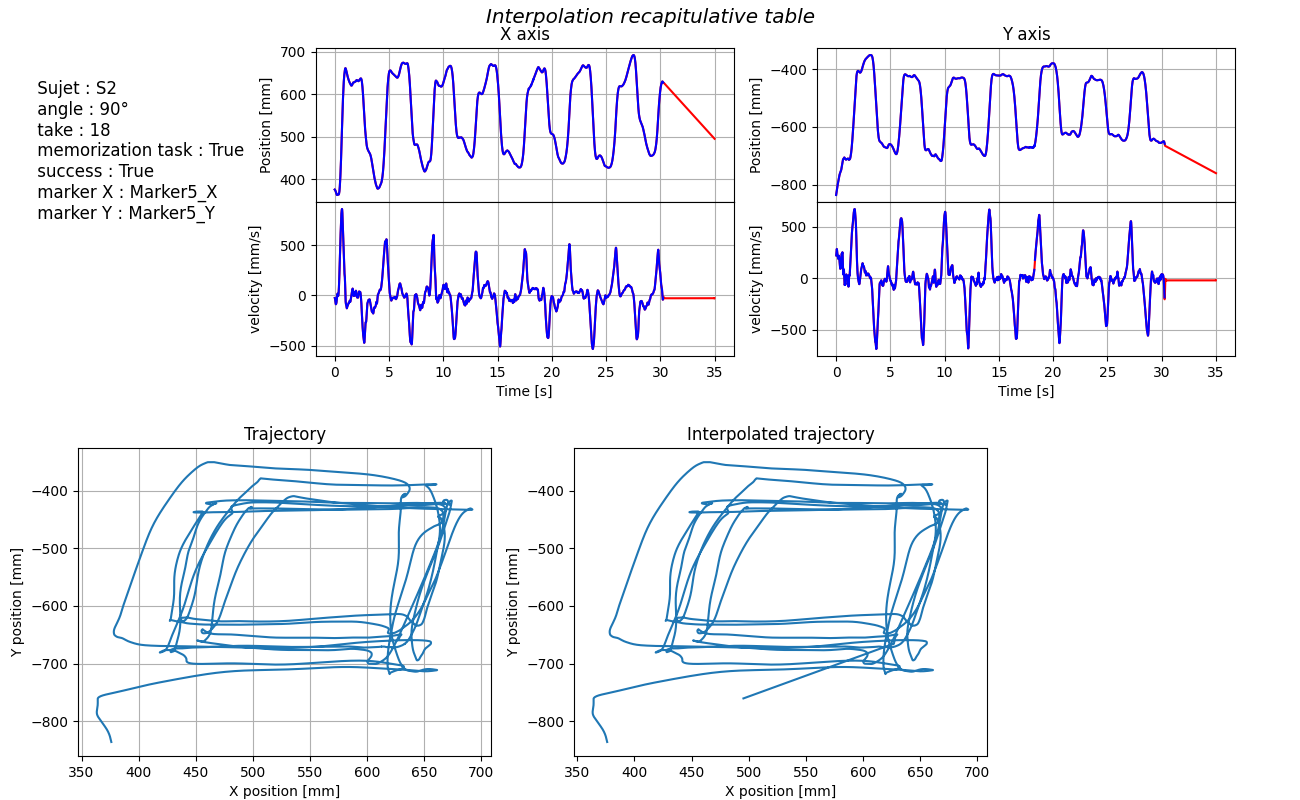 Interpolation recapitulative table
Sujet : S2
angle : 90°
take : 18
memorization task : True
success : True
marker X : Marker5_X
marker Y : Marker5_Y
X axis
Position [mm]
700
600
500
400
velocity [mm/s]
500
0
−500
0 5 10 15 20 25 30 35
Time [s]
Y axis
Position [mm]
−400
−600
−800
velocity [mm/s]
500
0
−500
0 5 10 15 20 25 30 35
Time [s]
Trajectory
Y position [mm]
−400
−500
−600
−700
−800
350 400 450 500 550 600 650 700
X position [mm]
Interpolated trajectory
Y position [mm]
−400
−500
−600
−700
−800
350 400 450 500 550 600 650 700
X position [mm]